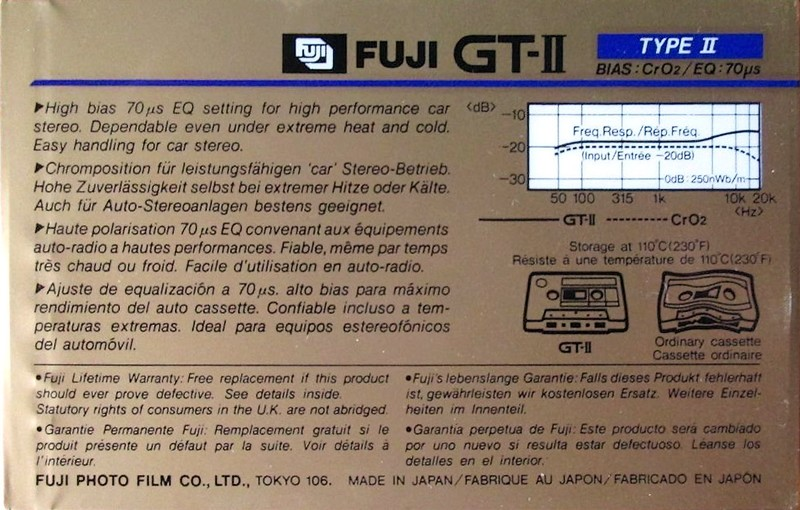 FUJI FUJI GT-II TYPE II
BIAS:CrO2/EQ:70μs
▶High bias 70μs EQ setting for high performance car
stereo. Dependable even under extreme heat and cold.
Easy handling for car stereo.
▶Chromposition für leistungsfähigen 'car' Stereo-Betrieb.
Hohe Zuverlässigkeit selbst bei extremer Hitze oder Kälte.
Auch für Auto-Stereoanlagen bestens geeignet.
▶Haute polarisation 70μs EQ convenant aux équipements
auto-radio a hautes performances. Fiable, même par temps
très chaud ou froid. Facile d'utilisation en auto-radio.
▶Ajuste de equalización a 70μs. alto bias para máximo
rendimiento del auto cassette. Confiable incluso a tem-
peraturas extremas. Ideal para equipos estereofónicos
del automóvil.
<dB>
-10
-20
-30
Freq.Resp./Rép.Fréq.
(Input/Entrée -20dB)
0dB:250nWb/m
50 100 315 1k 10k 20k
<Hz>
GT-II CrO2
Storage at 110°C(230°F)
Résiste à une température de 110°C(230°F)
GT-II
Ordinary cassette
Cassette ordinaire
•Fuji Lifetime Warranty: Free replacement if this product
should ever prove defective. See details inside.
Statutory rights of consumers in the U.K. are not abridged.
•Garantie Permanente Fuji: Remplacement gratuit si le
produit présente un défaut par la suite. Voir détails à
l'intérieur.
•Fuji's lebenslange Garantie: Falls dieses Produkt fehlerhaft
ist, gewährleisten wir kostenlosen Ersatz. Weitere Einzel-
heiten im Innenteil.
•Garantía perpetua de Fuji: Este producto será cambiado
por uno nuevo si resulta estar defectuoso. Léanse los
detalles en el interior.
FUJI PHOTO FILM CO., LTD., TOKYO 106. MADE IN JAPAN/FABRIQUE AU JAPON/FABRICADO EN JAPÓN